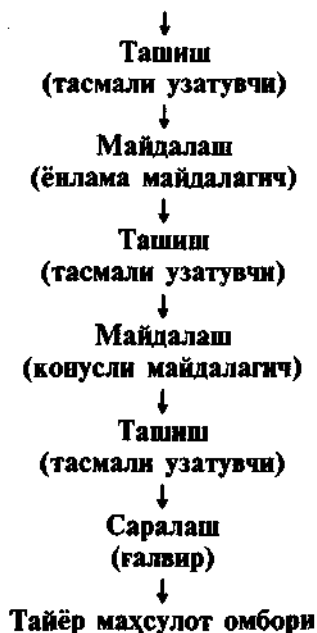 Ташиш
(тасмали узатувчи)
Майдалаш
(ёнлама майдалагич)
Ташиш
(тасмали узатувчи)
Майдалаш
(конусли майдалагич)
Ташиш
(тасмали узатувчи)
Саралаш
(ғалвир)
Тайёр маҳсулот омбори